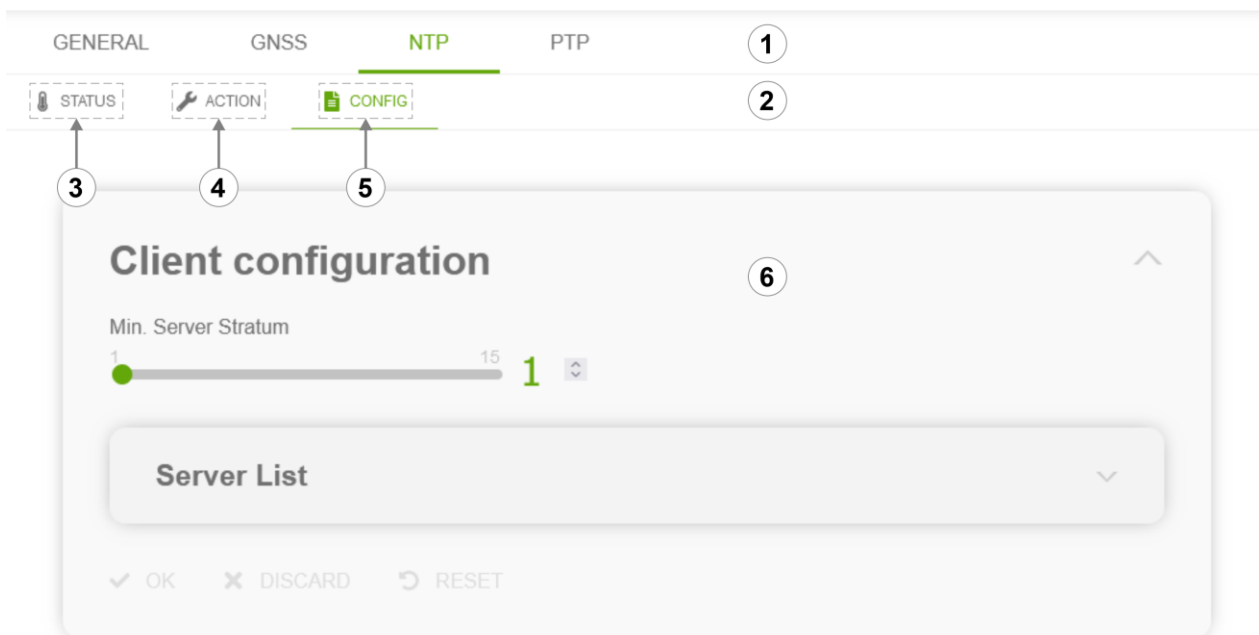 GENERAL GNSS NTP PTP 1
STATUS ACTION CONFIG 2
3 4 5
Client configuration
6
Min. Server Stratum
1 15
1
Server List
OK DISCARD RESET